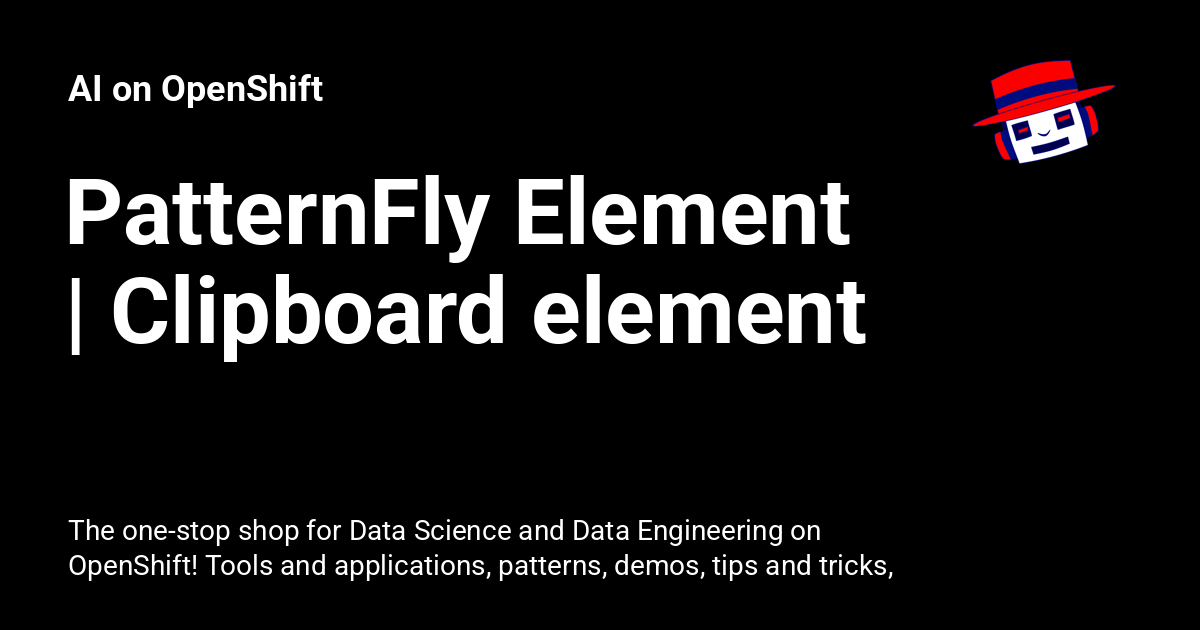 AI on OpenShift
PatternFly Element
| Clipboard element
The one-stop shop for Data Science and Data Engineering on
OpenShift! Tools and applications, patterns, demos, tips and tricks,